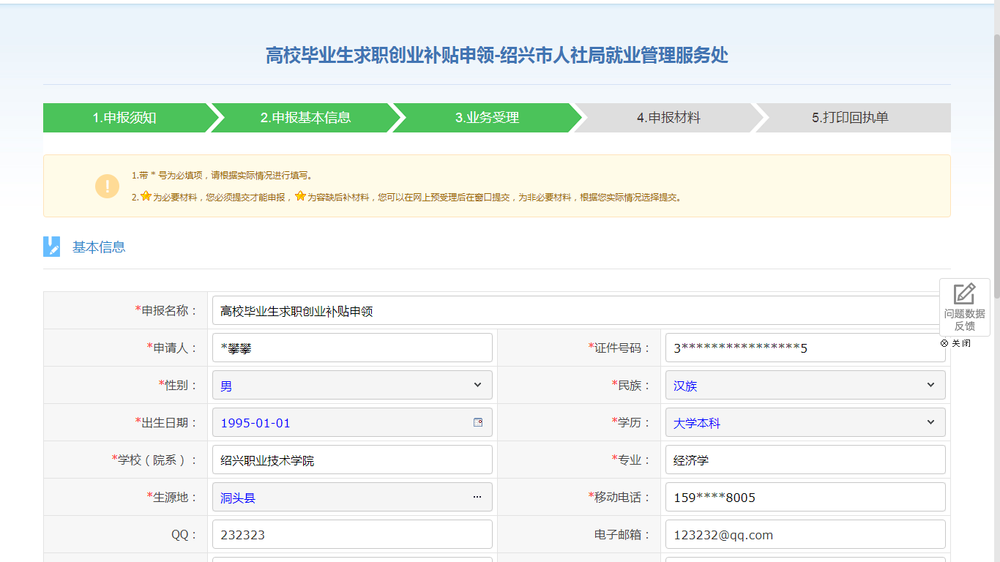 高校毕业生求职创业补贴申领-绍兴市人社局就业管理服务处
1.申报须知 2.申报基本信息 3.业务受理 4.申报材料 5.打印回执单
1.带 * 号为必填项，请根据实际情况进行填写。
2.为必要材料，您必须提交才能申报，为容缺后补材料，您可以在网上预受理后在窗口提交，为非必要材料，根据您实际情况选择提交。
基本信息
*申报名称： 高校毕业生求职创业补贴申领
问题数据
反馈
关闭
*申请人： *攀攀 *证件号码： 3****************5
*性别： 男 *民族： 汉族
*出生日期： 1995-01-01 *学历： 大学本科
*学校（院系）： 绍兴职业技术学院 *专业： 经济学
*生源地： 洞头县 ... *移动电话： 159****8005
QQ： 232323 电子邮箱： 123232@qq.com